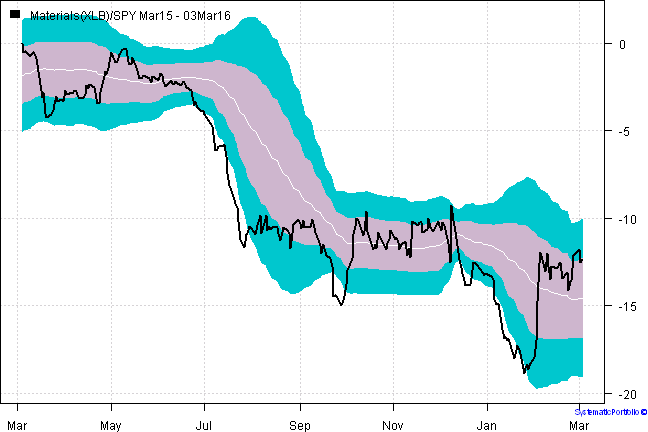 Materials(XLB)/SPY Mar15 - 03Mar16
0
-5
-10
-15
-20
SystematicPortfolio ©
Mar May Jul Sep Nov Jan Mar